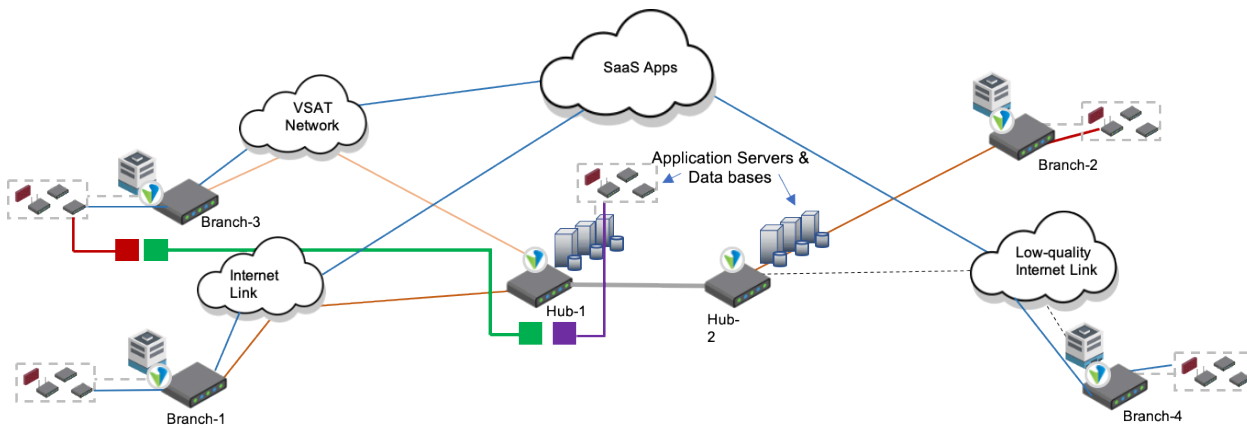 SaaS Apps
VSAT
Network
Application Servers &
Data bases
Branch-2
Branch-3
Internet
Link
Low-quality
Internet Link
Hub-1
Hub-
2
Branch-1
Branch-4